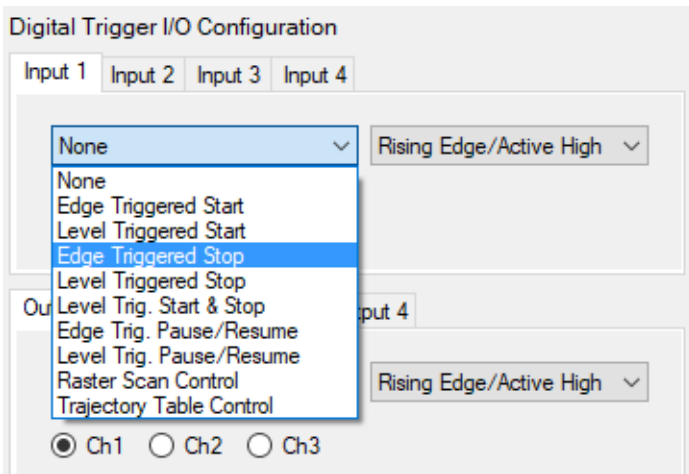 Digital Trigger I/O Configuration
Input 1 Input 2 Input 3 Input 4
None Rising Edge/Active High
None
Edge Triggered Start
Level Triggered Start
Edge Triggered Stop
Level Triggered Stop
Level Trig. Start & Stop
Edge Trig. Pause/Resume
Level Trig. Pause/Resume
Raster Scan Control
Trajectory Table Control
Ou put 4
Rising Edge/Active High
Ch1 Ch2 Ch3